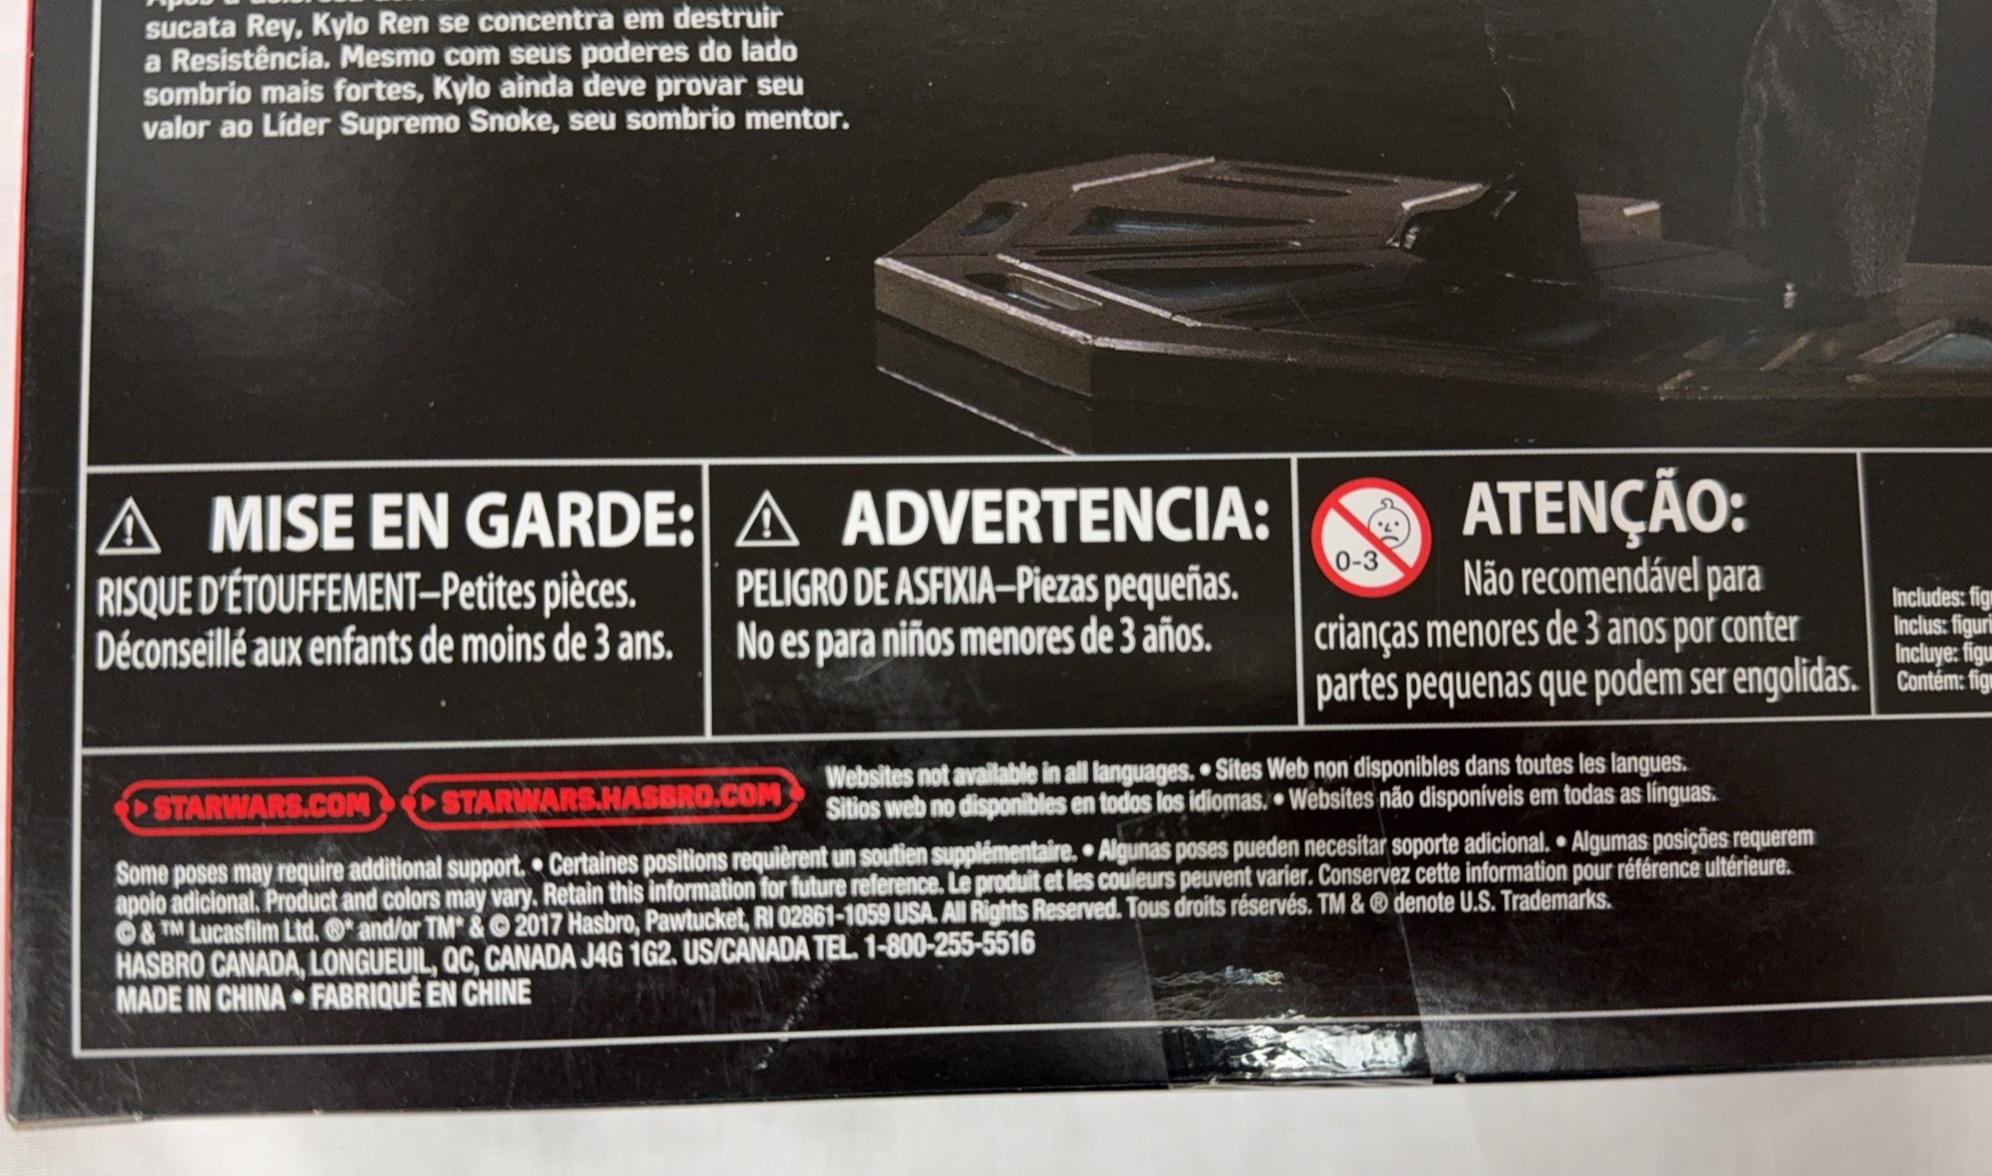 sucata Rey, Kylo Ren se concentra em destruir
a Resistência. Mesmo com seus poderes do lado
sombrio mais fortes, Kylo ainda deve provar seu
valor ao Líder Supremo Snoke, seu sombrio mentor.
MISE EN GARDE:
RISQUE D'ÉTOUFFEMENT–Petites pièces.
Déconseillé aux enfants de moins de 3 ans.
ADVERTENCIA:
PELIGRO DE ASFIXIA–Piezas pequeñas.
No es para niños menores de 3 años.
0-3
ATENÇÃO:
Não recomendável para
crianças menores de 3 anos por conter
partes pequenas que podem ser engolidas.
Includes:
Inclus:
Incluye:
Contém:
STARWARS.COM
STARWARS.HASBRO.COM
Websites not available in all languages. • Sites Web non disponibles dans toutes les langues.
Sitios web no disponibles en todos los idiomas. • Websites não disponíveis em todas as línguas.
Some poses may require additional support. • Certaines positions requièrent un soutien supplémentaire. • Algunas poses pueden necesitar soporte adicional. • Algumas posições requerem
apoio adicional. Product and colors may vary. Retain this information for future reference. Le produit et les couleurs peuvent varier. Conservez cette information pour référence ultérieure.
© & ™ Lucasfilm Ltd. ®* and/or TM* & © 2017 Hasbro, Pawtucket, RI 02861-1059 USA. All Rights Reserved. Tous droits réservés. TM & ® denote U.S. Trademarks.
HASBRO CANADA, LONGUEUIL, QC, CANADA J4G 1G2. US/CANADA TEL. 1-800-255-5516
MADE IN CHINA • FABRIQUÉ EN CHINE